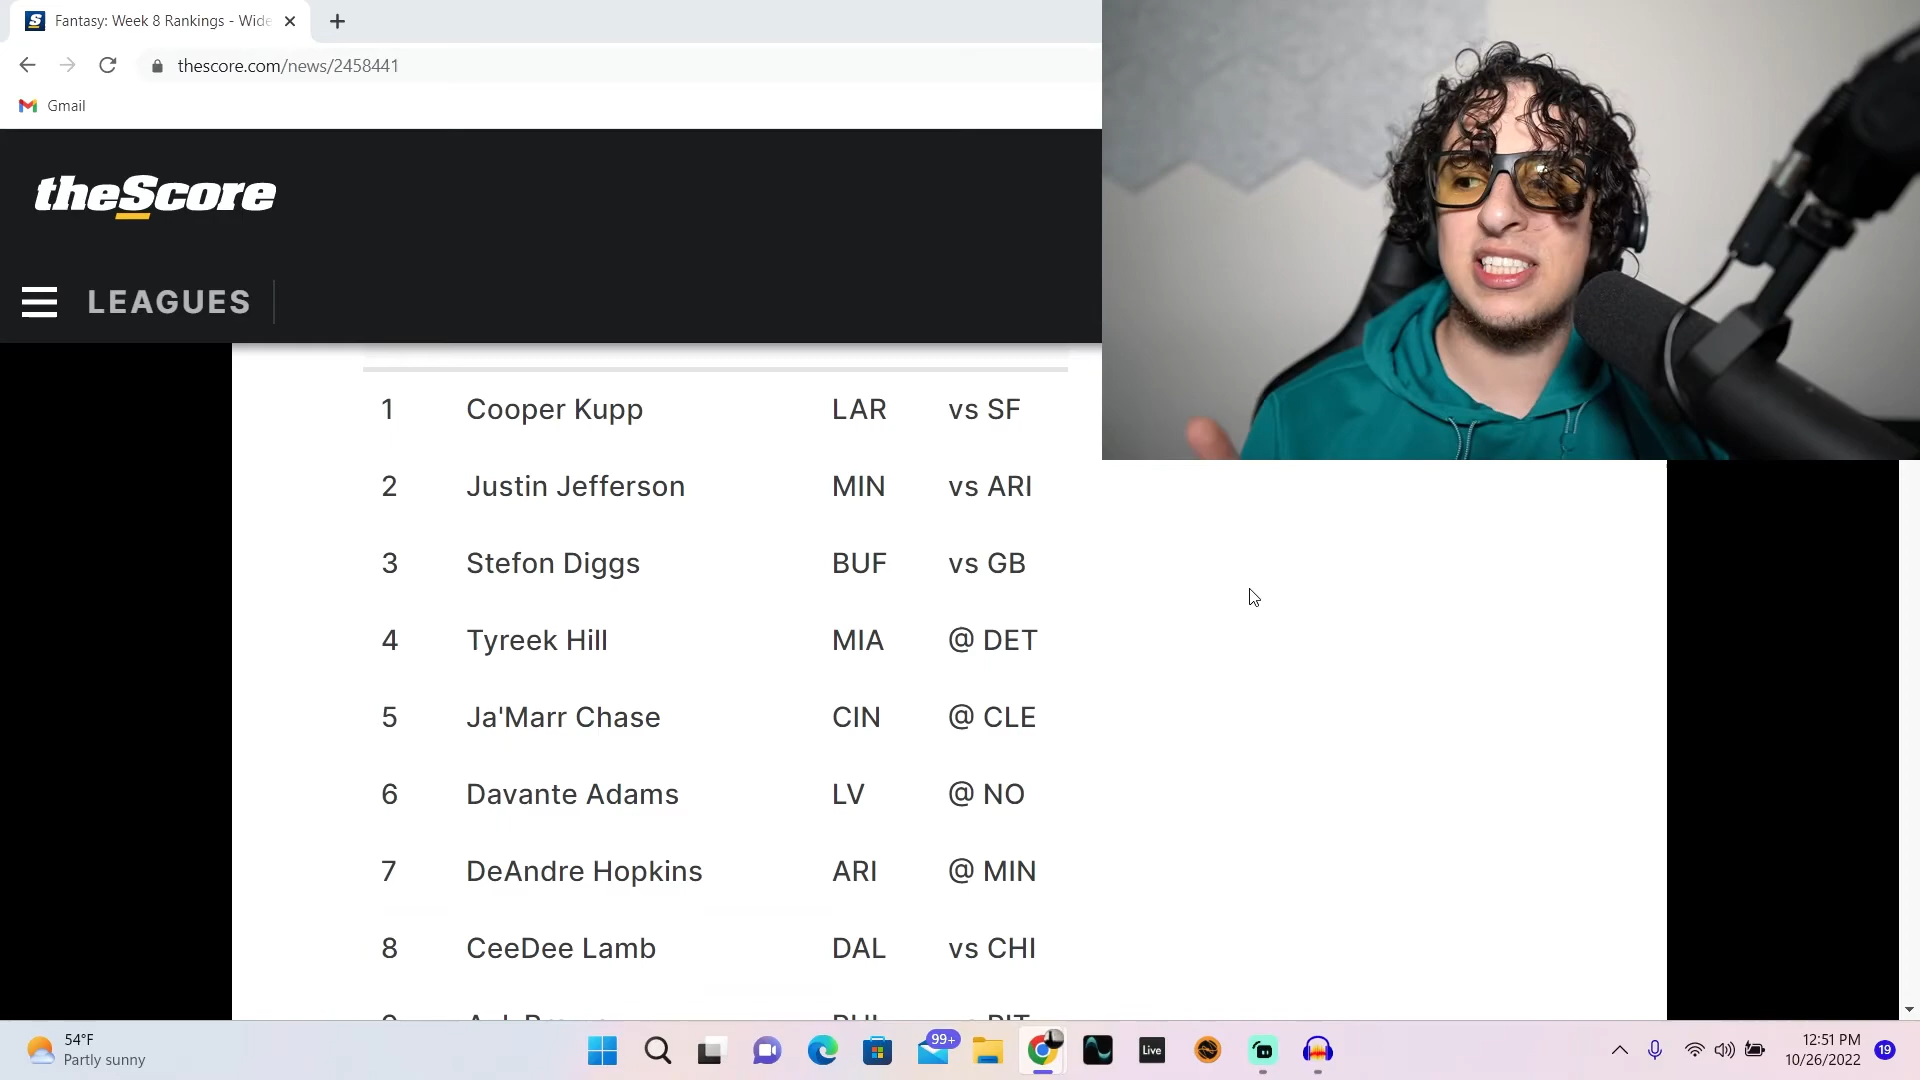 Fantasy: Week 8 Rankings - Wide
thescore.com/news/2458441
Gmail
theScore
LEAGUES
1 Cooper Kupp LAR vs SF
2 Justin Jefferson MIN vs ARI
3 Stefon Diggs BUF vs GB
4 Tyreek Hill MIA @ DET
5 Ja'Marr Chase CIN @ CLE
6 Davante Adams LV @ NO
7 DeAndre Hopkins ARI @ MIN
8 CeeDee Lamb DAL vs CHI
54°F
Partly sunny
99+
Live
12:51 PM
10/26/2022
19